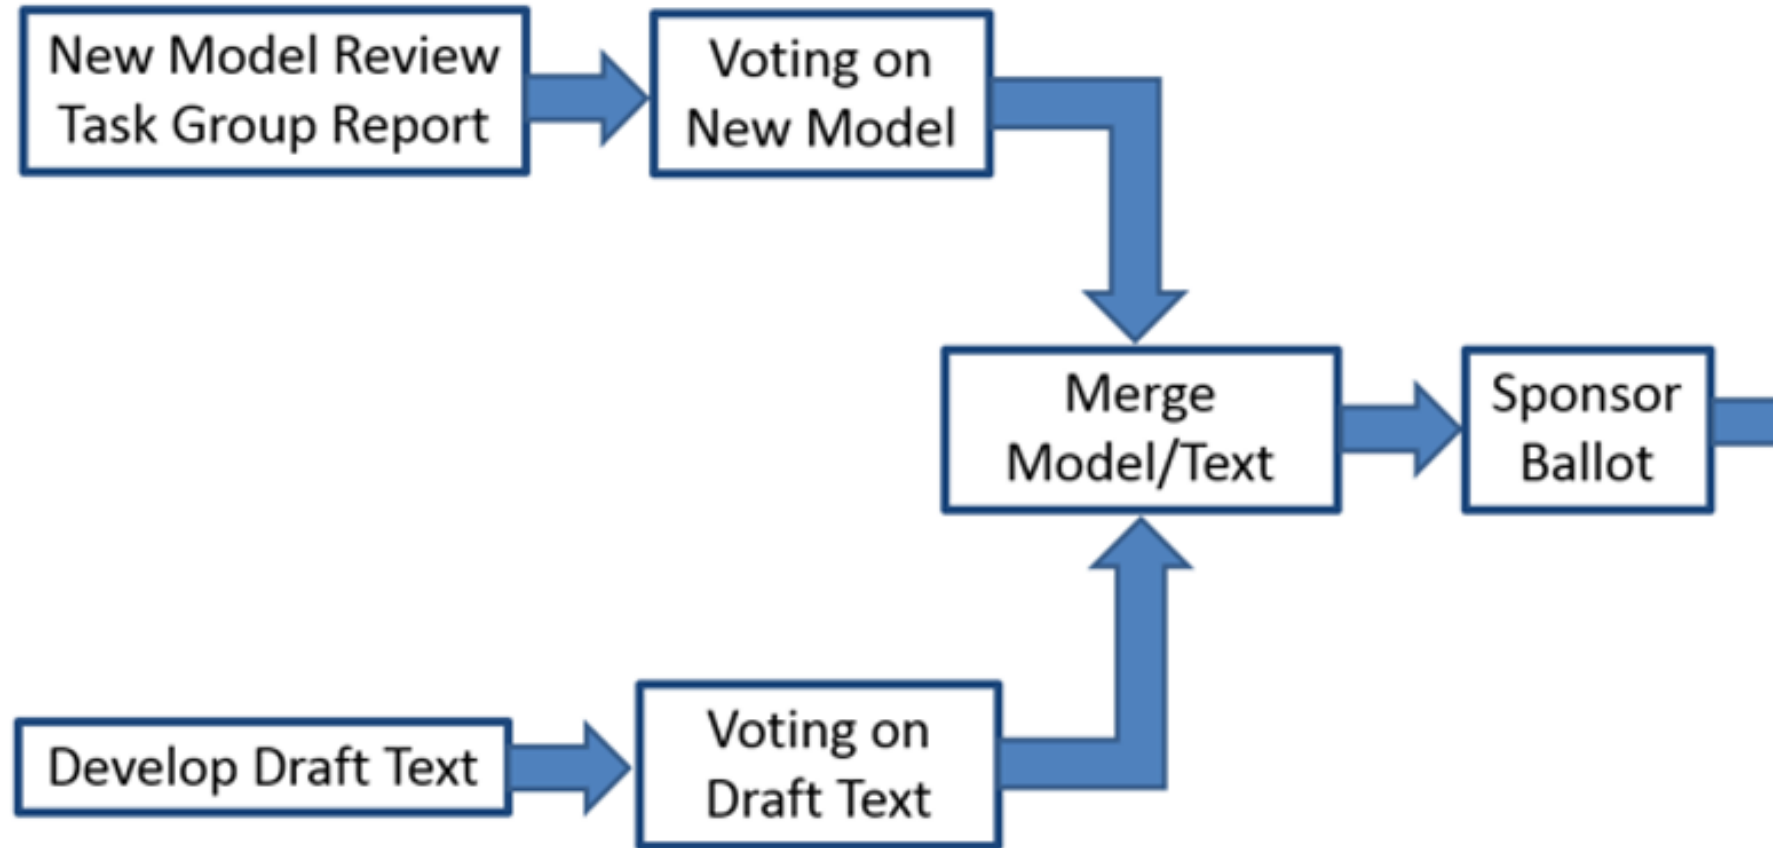 New Model Review
Task Group Report
Voting on
New Model
Merge
Model/Text
Sponsor
Ballot
Develop Draft Text
Voting on
Draft Text